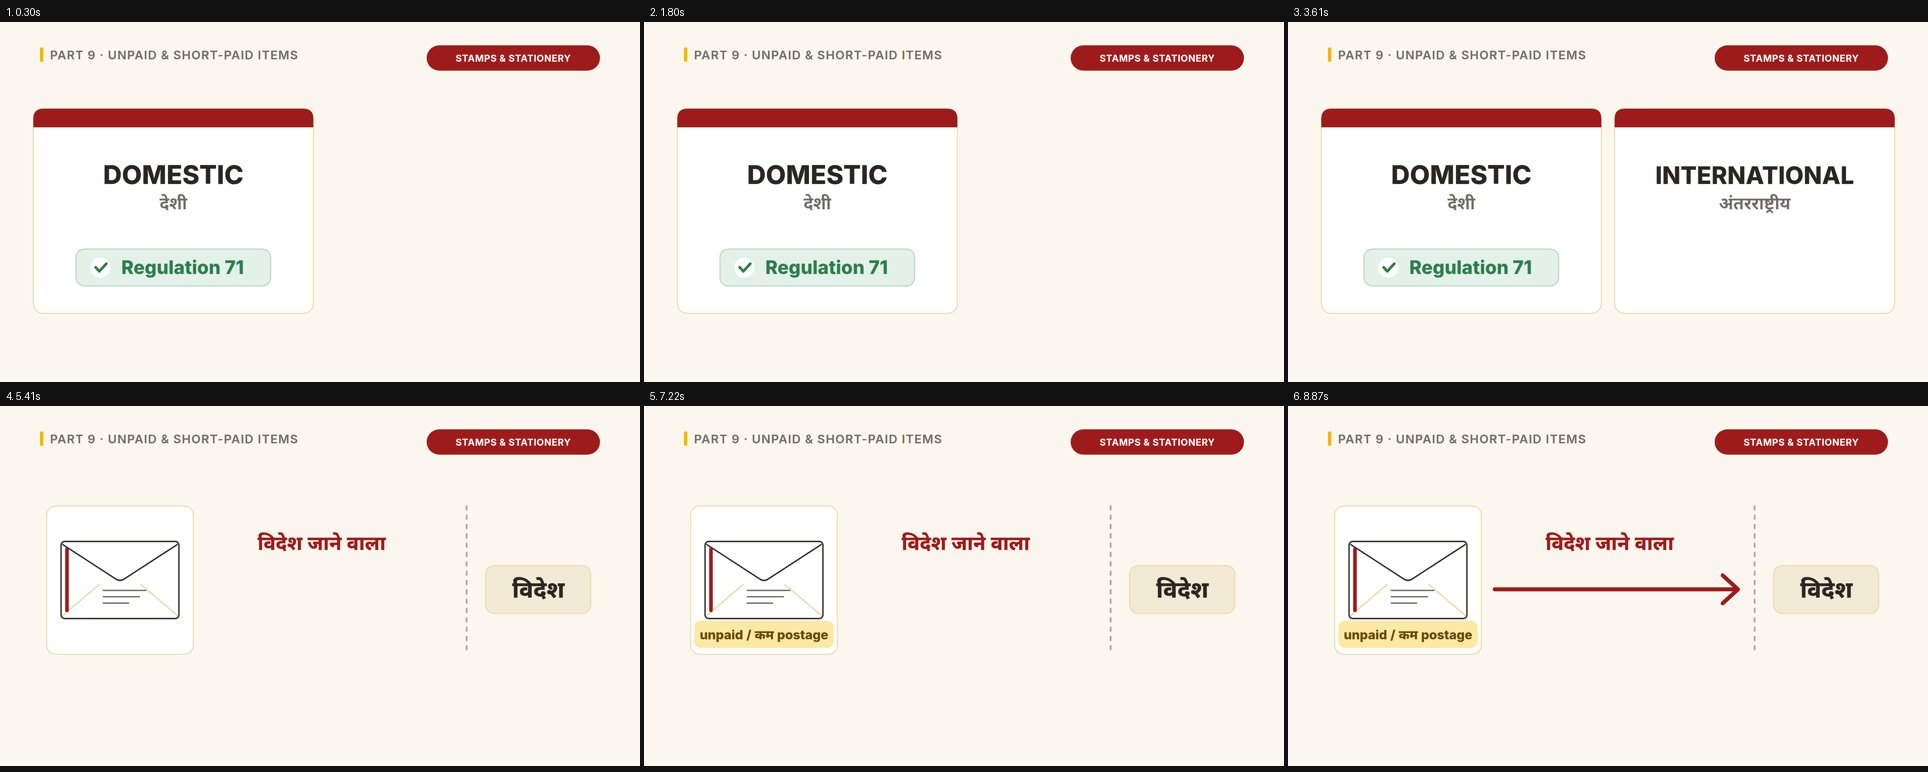 1. 0.30s
PART 9 · UNPAID & SHORT-PAID ITEMS
STAMPS & STATIONERY
DOMESTIC
देशी
Regulation 71
2. 1.80s
PART 9 · UNPAID & SHORT-PAID ITEMS
STAMPS & STATIONERY
DOMESTIC
देशी
Regulation 71
3. 3.61s
PART 9 · UNPAID & SHORT-PAID ITEMS
STAMPS & STATIONERY
DOMESTIC
देशी
Regulation 71
INTERNATIONAL
अंतरराष्ट्रीय
4. 5.41s
PART 9 · UNPAID & SHORT-PAID ITEMS
STAMPS & STATIONERY
विदेश जाने वाला
विदेश
5. 7.22s
PART 9 · UNPAID & SHORT-PAID ITEMS
STAMPS & STATIONERY
विदेश जाने वाला
विदेश
unpaid / कम postage
6. 8.87s
PART 9 · UNPAID & SHORT-PAID ITEMS
STAMPS & STATIONERY
विदेश जाने वाला
विदेश
unpaid / कम postage